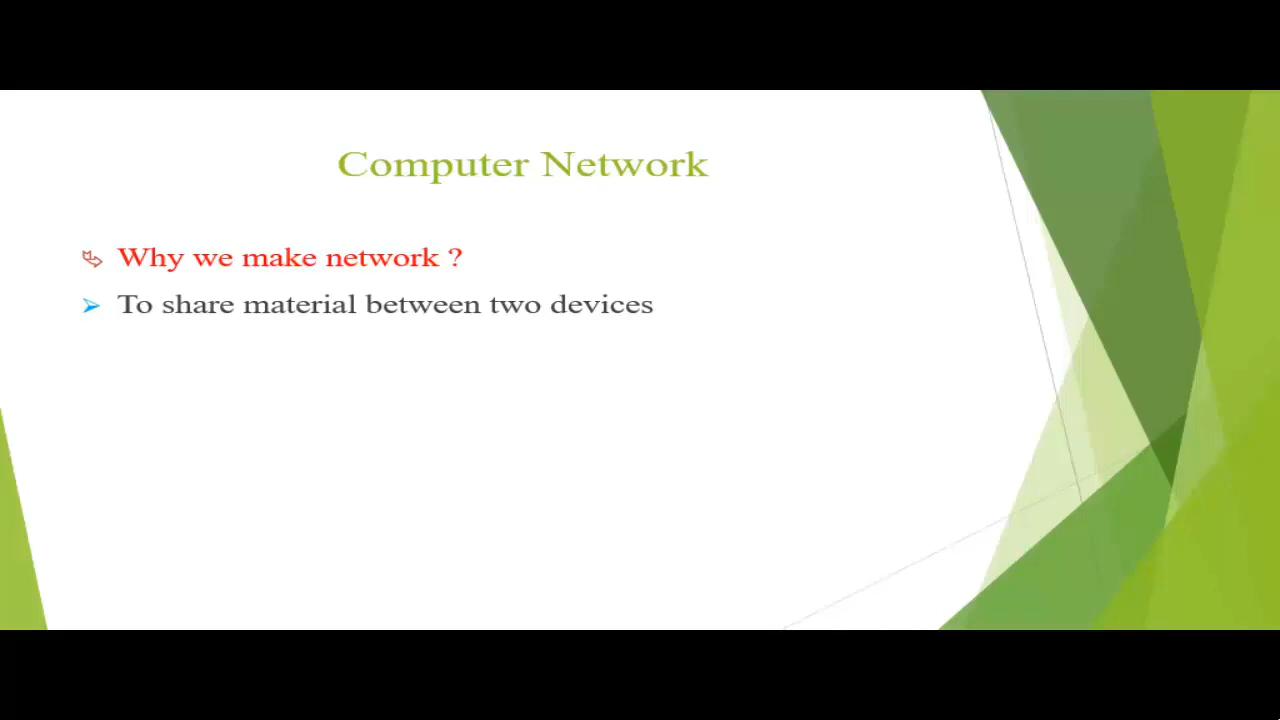 Computer Network
Why we make network ?
To share material between two devices